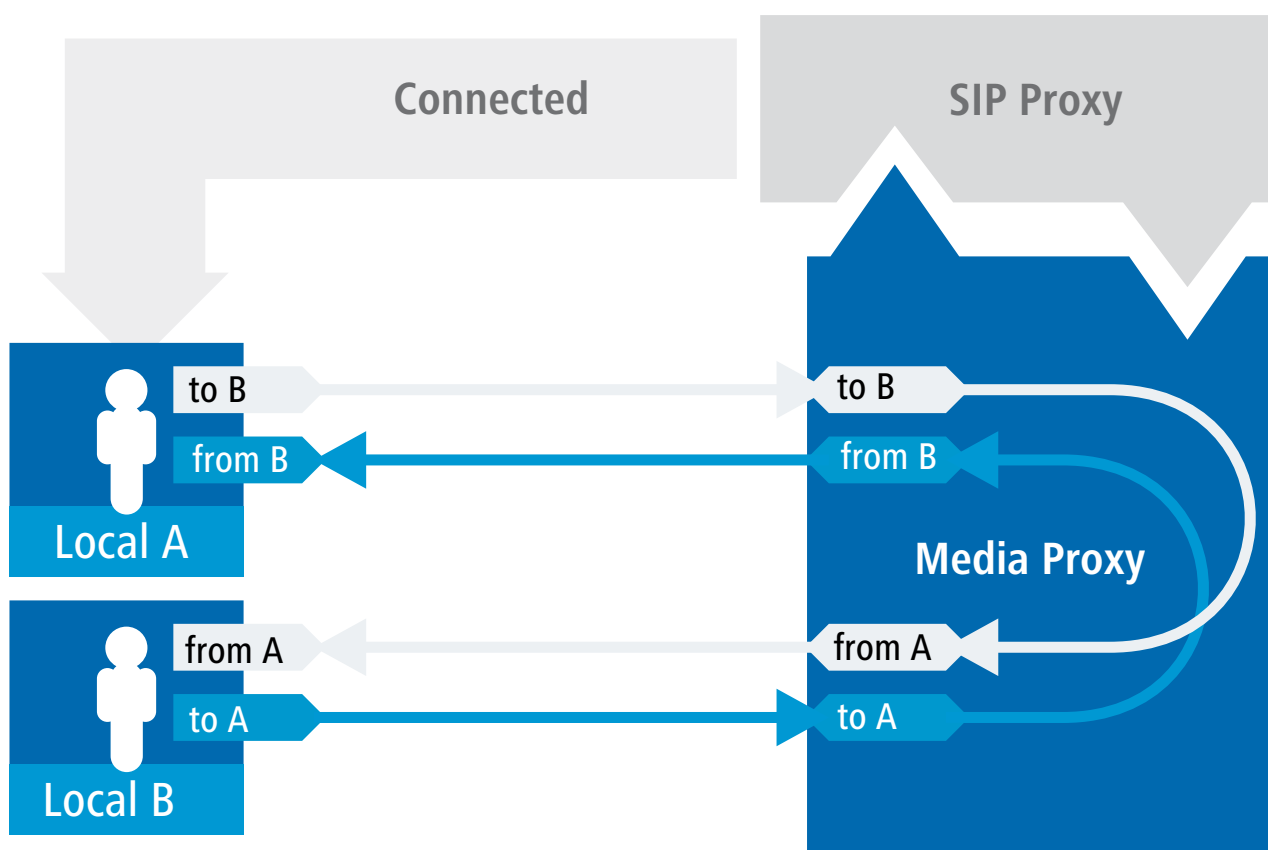 Connected
SIP Proxy
to B
to B
from B
from B
Local A
Media Proxy
from A
from A
to A
to A
Local B